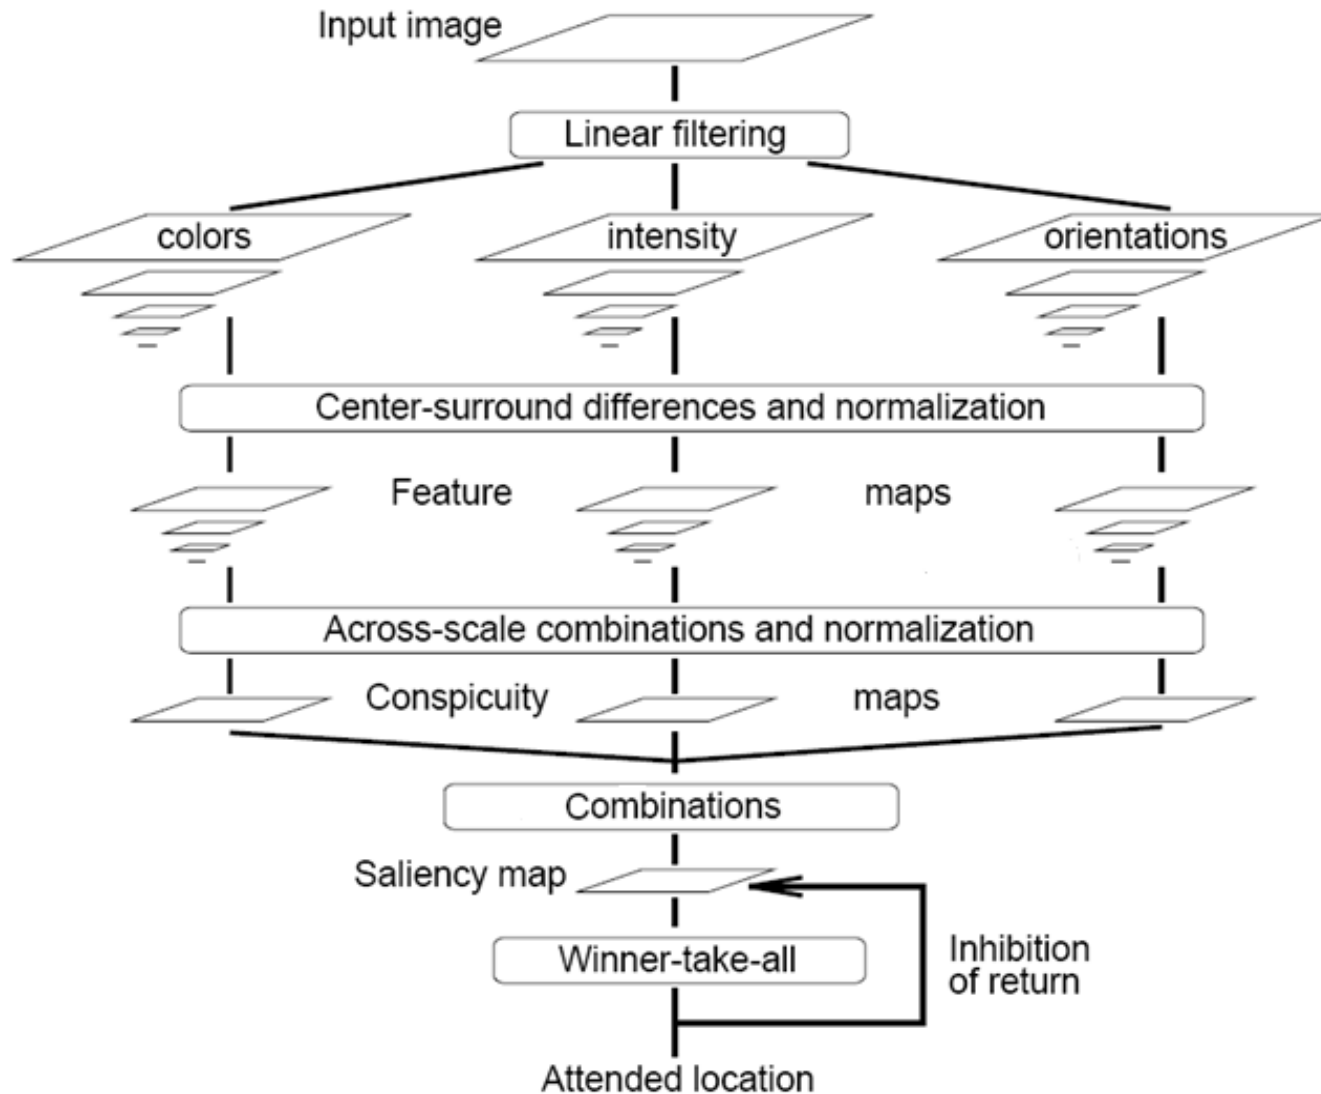 Input image
Linear filtering
colors
intensity
orientations
Center-surround differences and normalization
Feature maps
Across-scale combinations and normalization
Conspicuity maps
Combinations
Saliency map
Winner-take-all
Inhibition
of return
Attended location